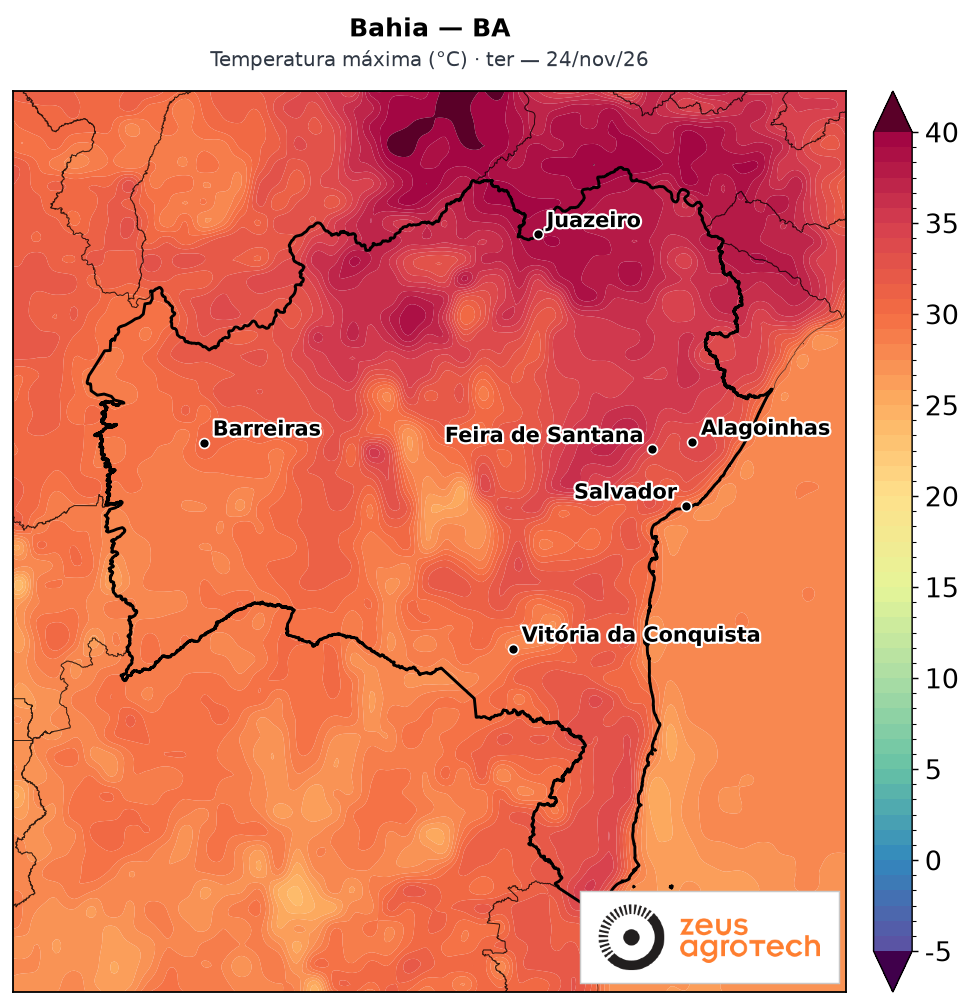 Bahia — BA
Temperatura máxima (°C) · ter — 24/nov/26
Juazeiro
Barreiras
Feira de Santana
Alagoinhas
Salvador
Vitória da Conquista
40
35
30
25
20
15
10
5
0
-5
zeus
agrotech